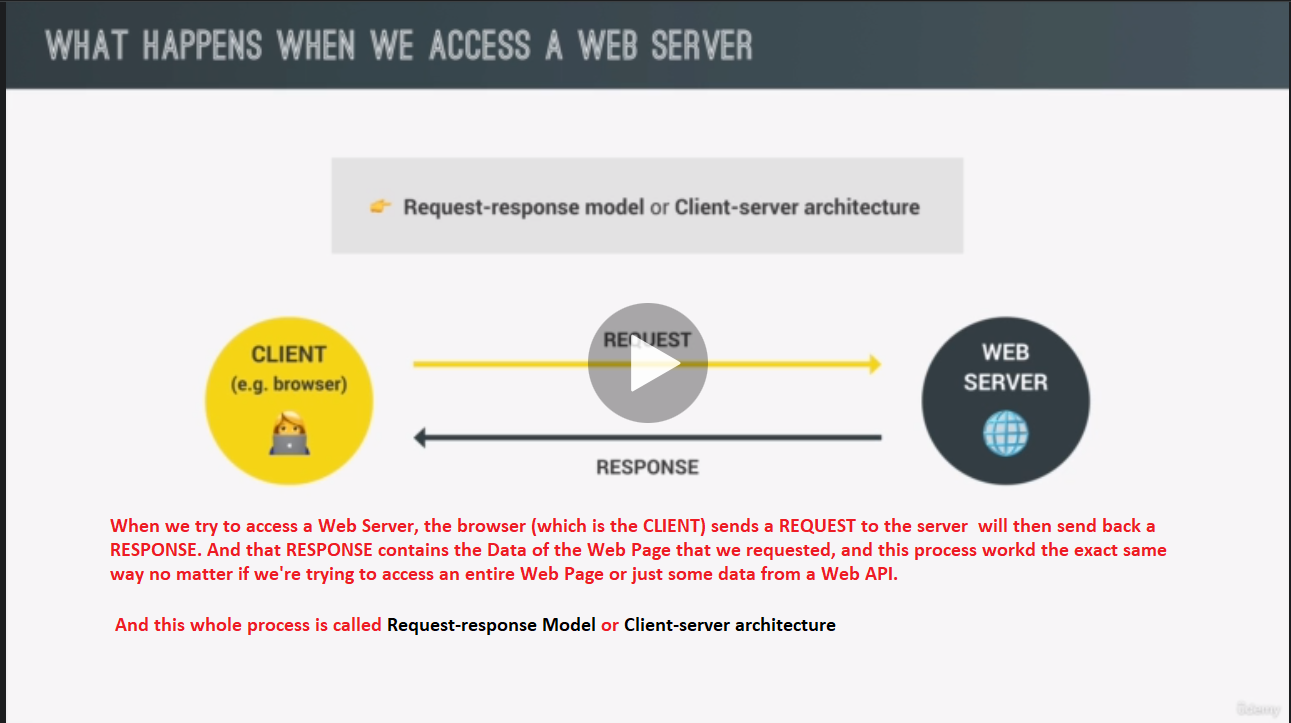 WHAT HAPPENS WHEN WE ACCESS A WEB SERVER
Request-response model or Client-server architecture
CLIENT
(e.g. browser)
REQUEST
WEB
SERVER
RESPONSE
When we try to access a Web Server, the browser (which is the CLIENT) sends a REQUEST to the server  will then send back a
RESPONSE. And that RESPONSE contains the Data of the Web Page that we requested, and this process workd the exact same
way no matter if we're trying to access an entire Web Page or just some data from a Web API.
And this whole process is called Request-response Model or Client-server architecture
Udemy